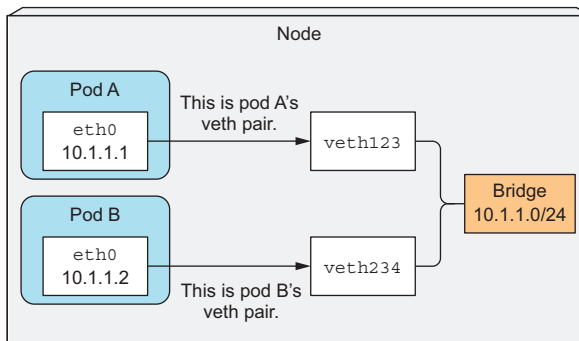 Node
Pod A
eth0
10.1.1.1
This is pod A's
veth pair.
veth123
Bridge
10.1.1.0/24
Pod B
eth0
10.1.1.2
This is pod B's
veth pair.
veth234